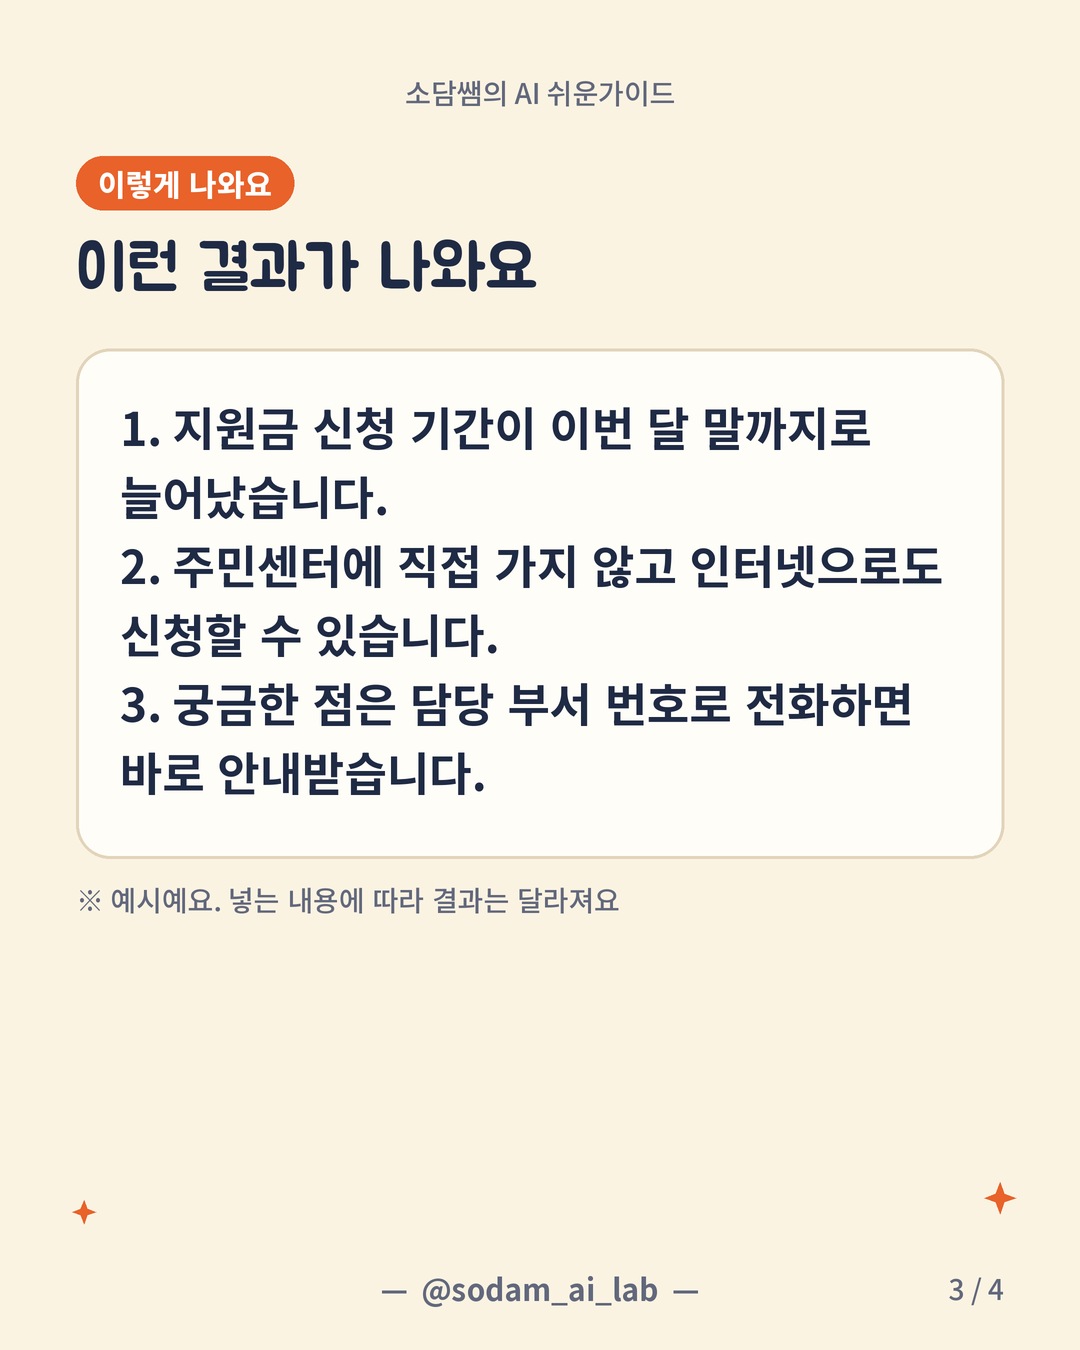 소담쌤의 AI 쉬운가이드
이렇게 나와요
이런 결과가 나와요
1. 지원금 신청 기간이 이번 달 말까지로
늘어났습니다.
2. 주민센터에 직접 가지 않고 인터넷으로도
신청할 수 있습니다.
3. 궁금한 점은 담당 부서 번호로 전화하면
바로 안내받습니다.
※ 예시예요. 넣는 내용에 따라 결과는 달라져요
— @sodam_ai_lab —
3 / 4